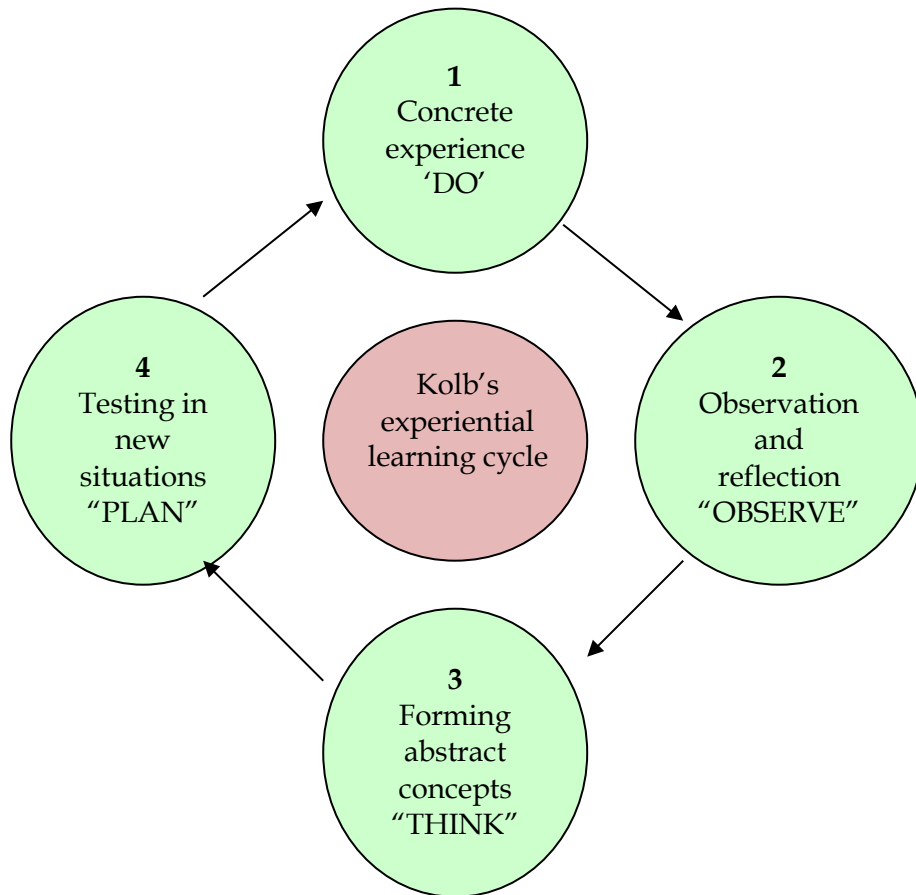 1
Concrete
experience
‘DO’
4
Testing in
new
situations
“PLAN”
Kolb’s
experiential
learning cycle
2
Observation
and
reflection
“OBSERVE”
3
Forming
abstract
concepts
“THINK”